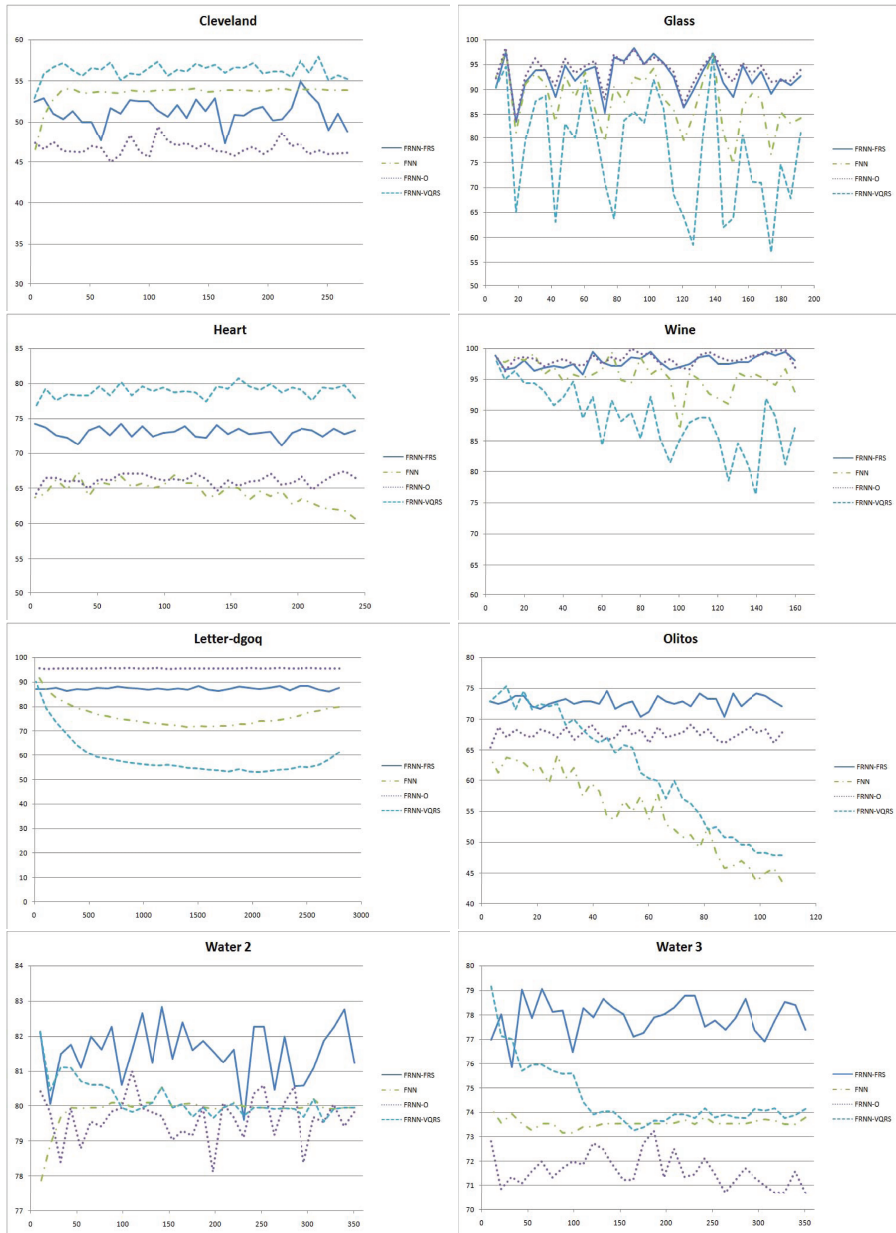 Cleveland
60
55
50
45
40
35
30
0 50 100 150 200 250
FRNN-FRS
FNN
FRNN-O
FRNN-VQRS
Glass
100
95
90
85
80
75
70
65
60
55
50
0 20 40 60 80 100 120 140 160 180 200
FRNN-FRS
FNN
FRNN-O
FRNN-VQRS
Heart
85
80
75
70
65
60
55
50
0 50 100 150 200 250
FRNN-FRS
FNN
FRNN-O
FRNN-VQRS
Wine
100
95
90
85
80
75
70
65
60
0 20 40 60 80 100 120 140 160 180
FRNN-FRS
FNN
FRNN-O
FRNN-VQRS
Letter-dgoq
100
90
80
70
60
50
40
30
20
10
0
0 500 1000 1500 2000 2500 3000
FRNN-FRS
FNN
FRNN-O
FRNN-VQRS
Olitos
75
70
65
60
55
50
45
40
0 20 40 60 80 100 120
FRNN-FRS
FNN
FRNN-O
FRNN-VQRS
Water 2
84
83
82
81
80
79
78
77
0 50 100 150 200 250 300 350
FRNN-FRS
FNN
FRNN-O
FRNN-VQRS
Water 3
80
79
78
77
76
75
74
73
72
71
70
0 50 100 150 200 250 300 350
FRNN-FRS
FNN
FRNN-O
FRNN-VQRS